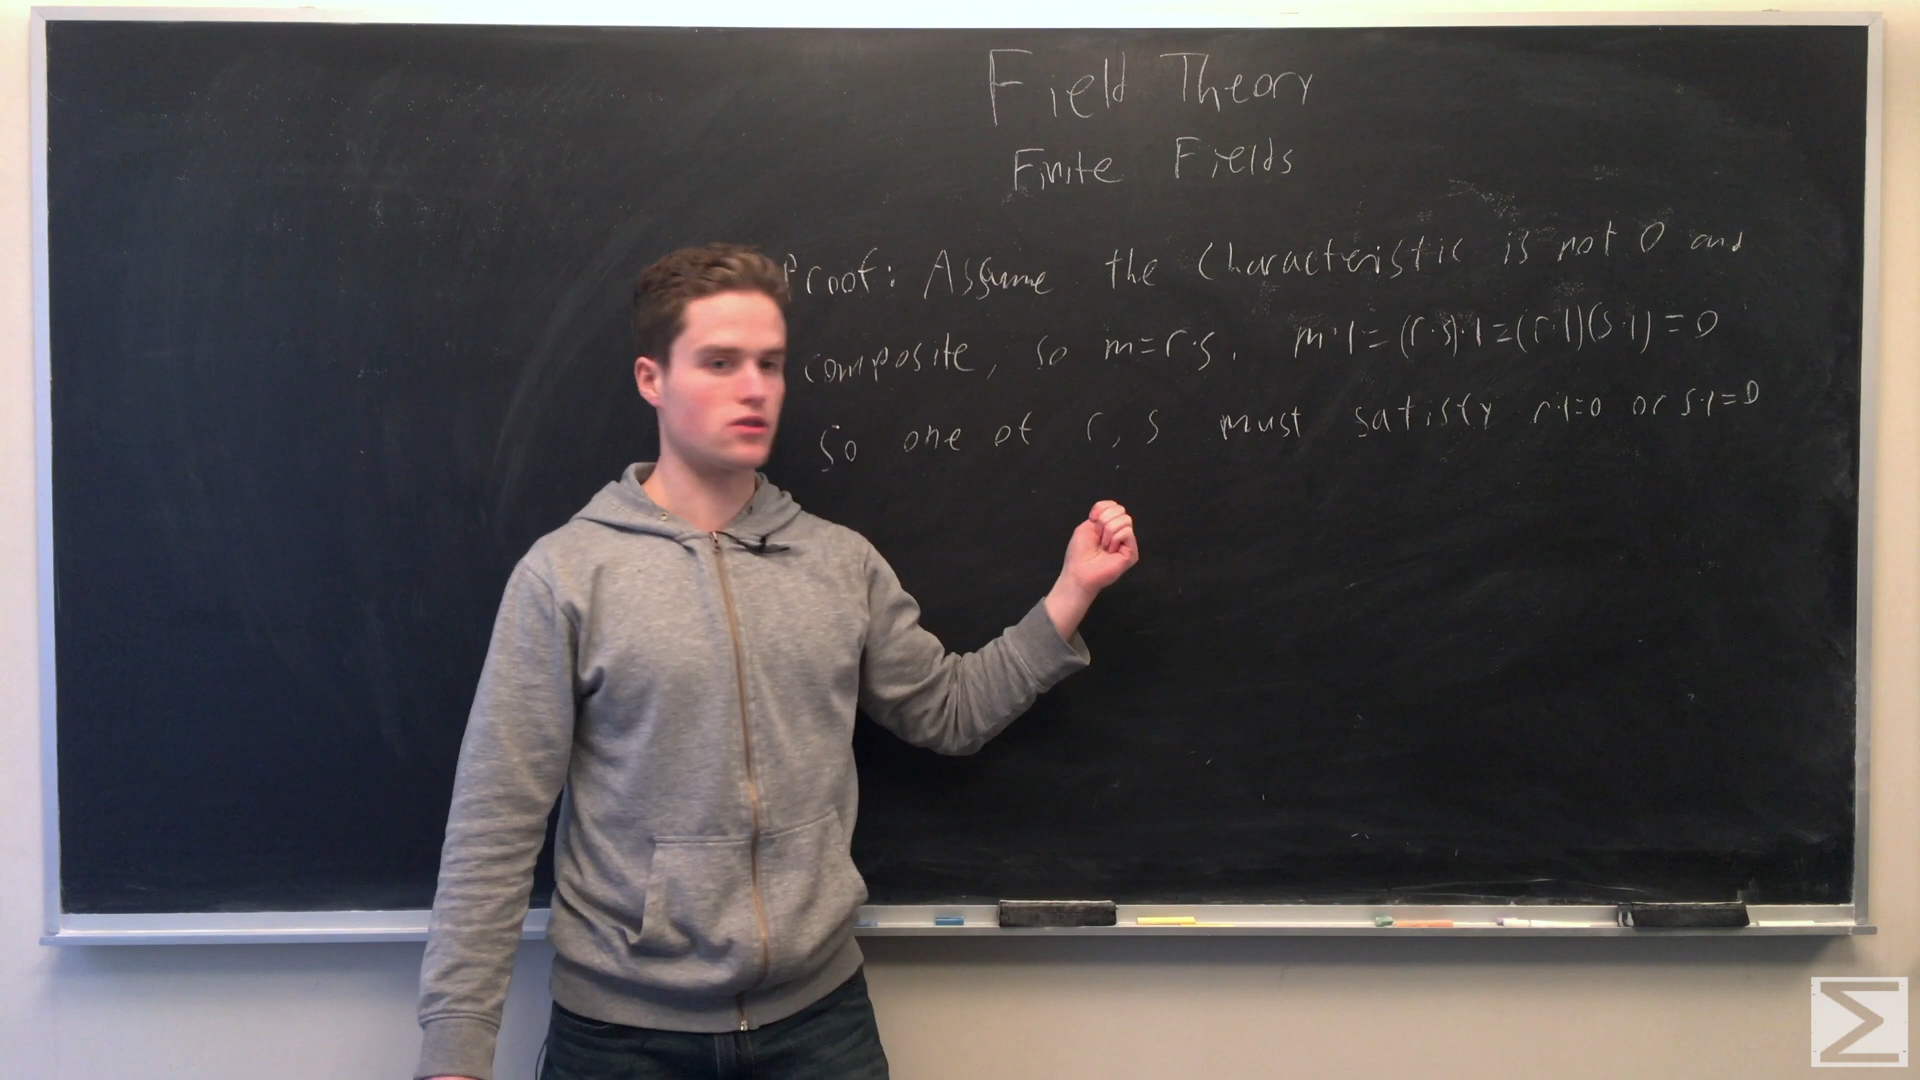 Field Theory
Finite Fields
Proof: Assume the characteristic is not 0 and
composite, so m=r·s. m·1=(r·s)·1=(r·1)(s·1)=0
So one of r, s must satisfy r·1=0 or s·1=0
Σ